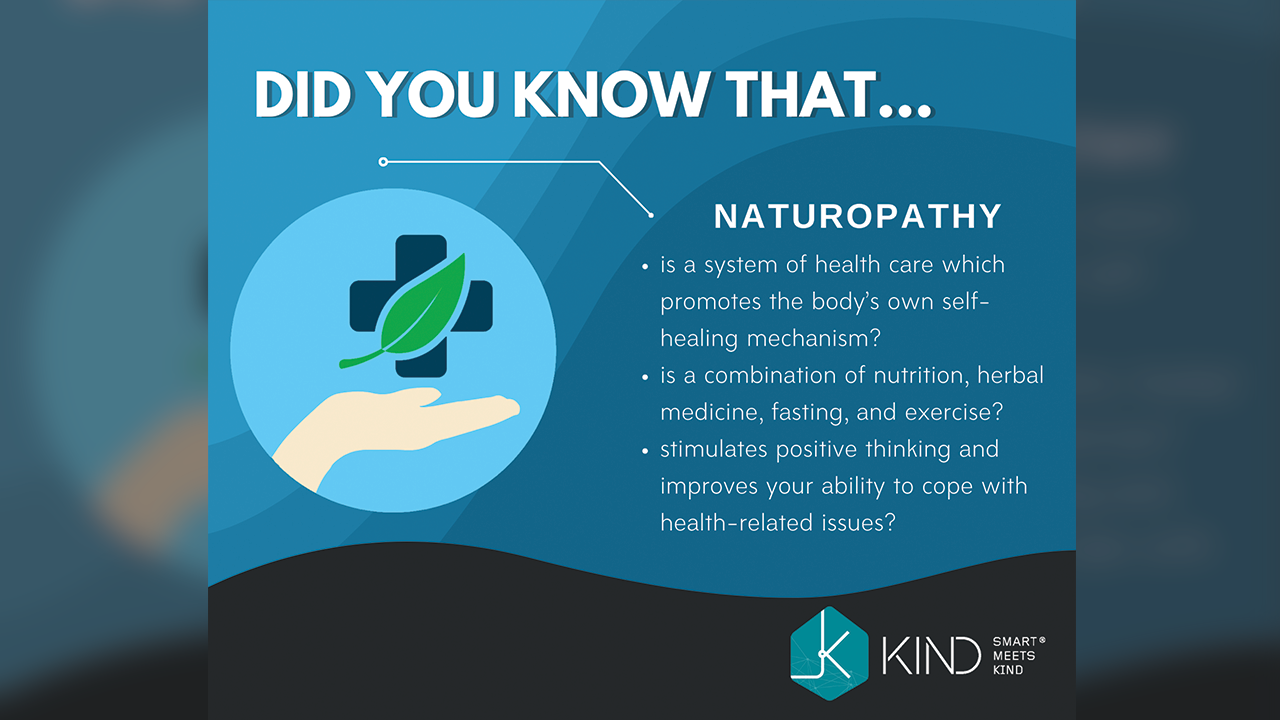 DID YOU KNOW THAT...
NATUROPATHY
• is a system of health care which
promotes the body's own self-
healing mechanism?
• is a combination of nutrition, herbal
medicine, fasting, and exercise?
• stimulates positive thinking and
improves your ability to cope with
health-related issues?
K KIND
SMART®
MEETS
KIND